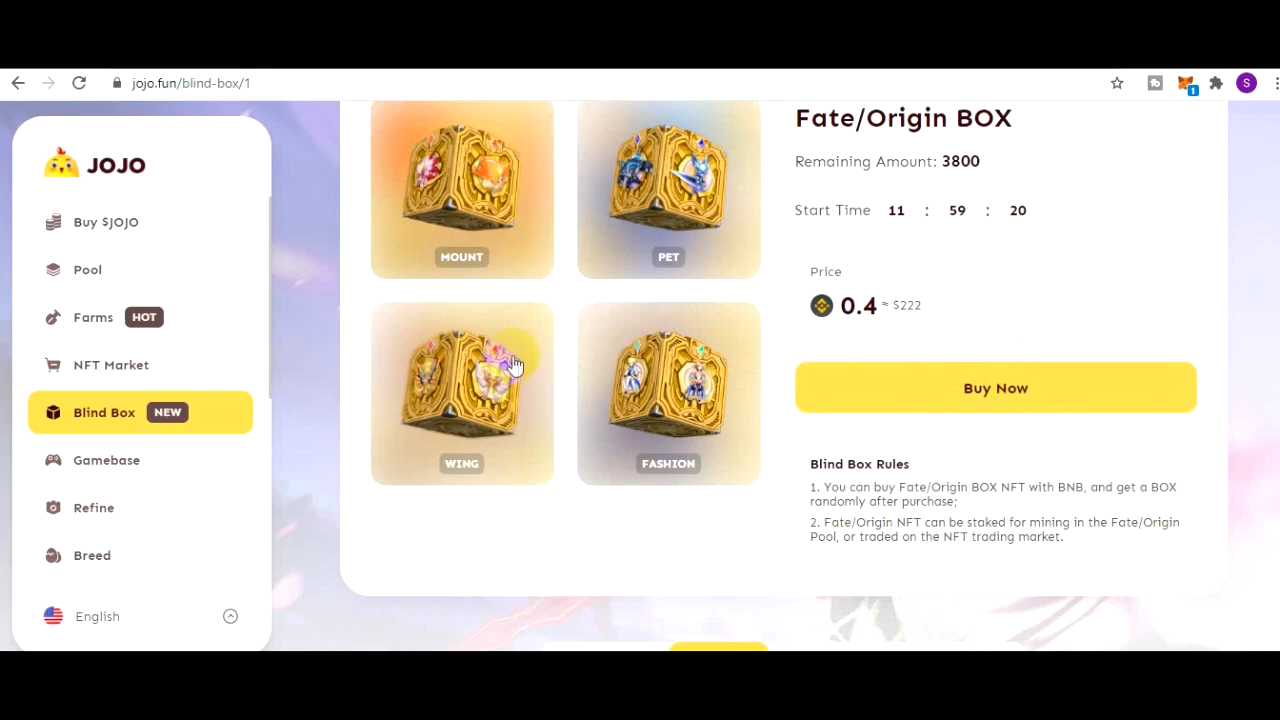 jojo.fun/blind-box/1
1
S
JOJO
Buy $JOJO
Pool
Farms HOT
NFT Market
Blind Box NEW
Gamebase
Refine
Breed
English
MOUNT
PET
WING
FASHION
Fate/Origin BOX
Remaining Amount: 3800
Start Time 11 : 59 : 20
Price
0.4 ≈ $222
Buy Now
Blind Box Rules
1. You can buy Fate/Origin BOX NFT with BNB, and get a BOX
randomly after purchase;
2. Fate/Origin NFT can be staked for mining in the Fate/Origin
Pool, or traded on the NFT trading market.